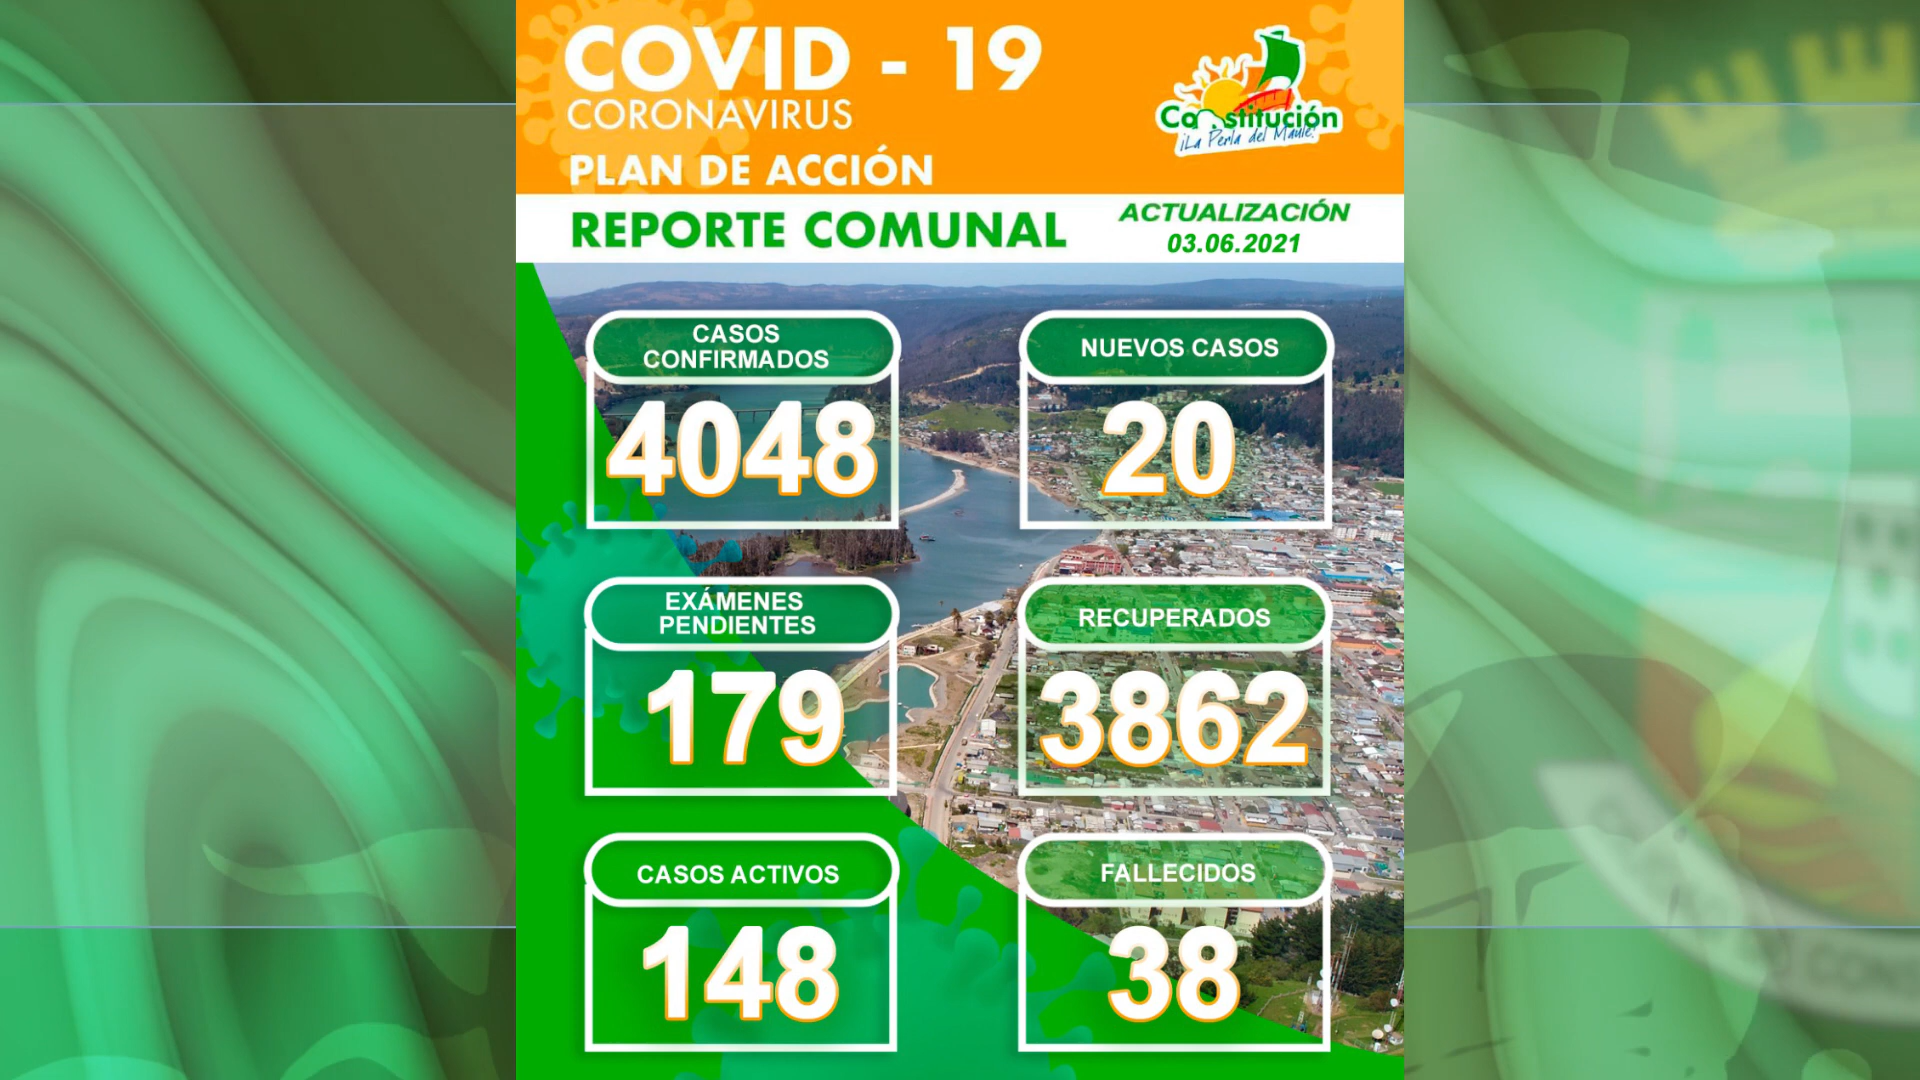 COVID - 19
CORONAVIRUS
PLAN DE ACCIÓN
Constitución
¡La Perla del Maule!
REPORTE COMUNAL
ACTUALIZACIÓN
03.06.2021
CASOS
CONFIRMADOS
4048
NUEVOS CASOS
20
EXÁMENES
PENDIENTES
179
RECUPERADOS
3862
CASOS ACTIVOS
148
FALLECIDOS
38